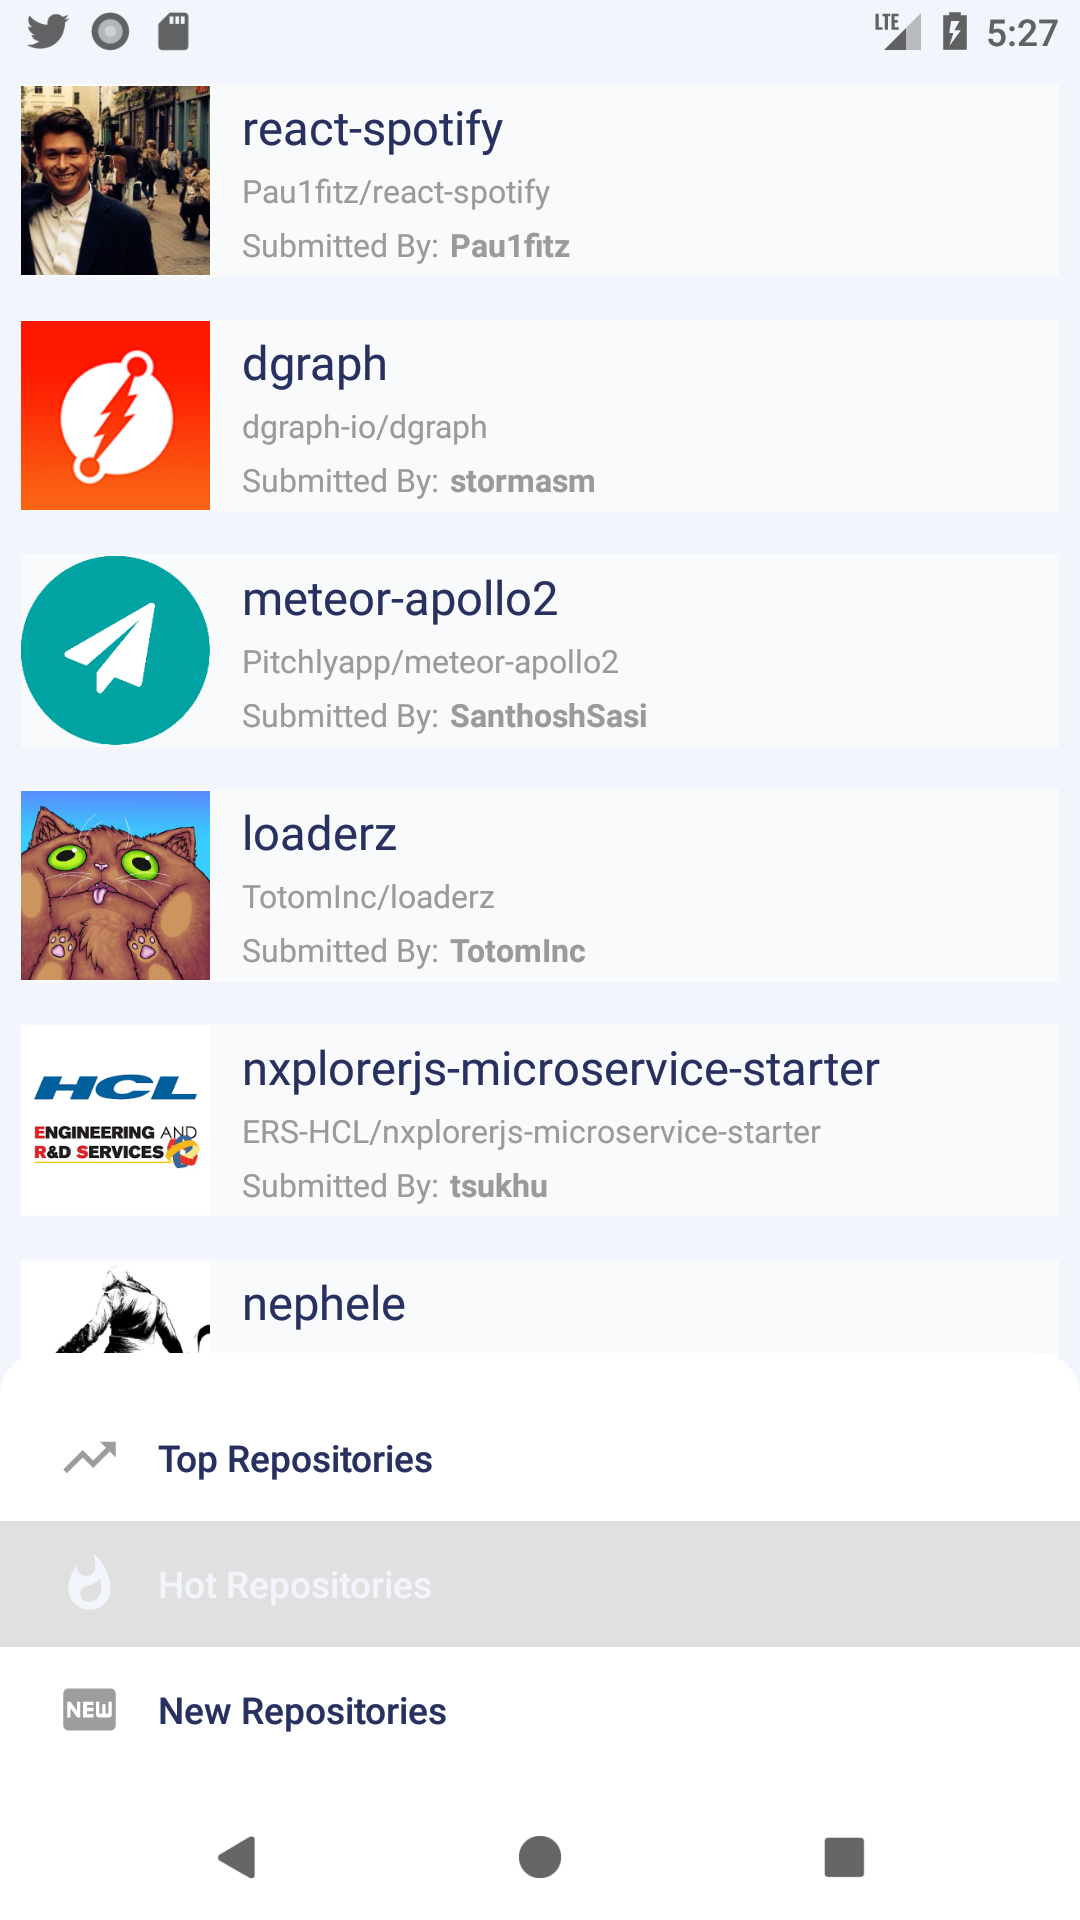 LTE 5:27
react-spotify
Pau1fitz/react-spotify
Submitted By: Pau1fitz
dgraph
dgraph-io/dgraph
Submitted By: stormasm
meteor-apollo2
Pitchlyapp/meteor-apollo2
Submitted By: SanthoshSasi
loaderz
TotomInc/loaderz
Submitted By: TotomInc
HCL
ENGINEERING AND
R&D SERVICES
nxplorerjs-microservice-starter
ERS-HCL/nxplorerjs-microservice-starter
Submitted By: tsukhu
nephele
Top Repositories
Hot Repositories
NEW New Repositories